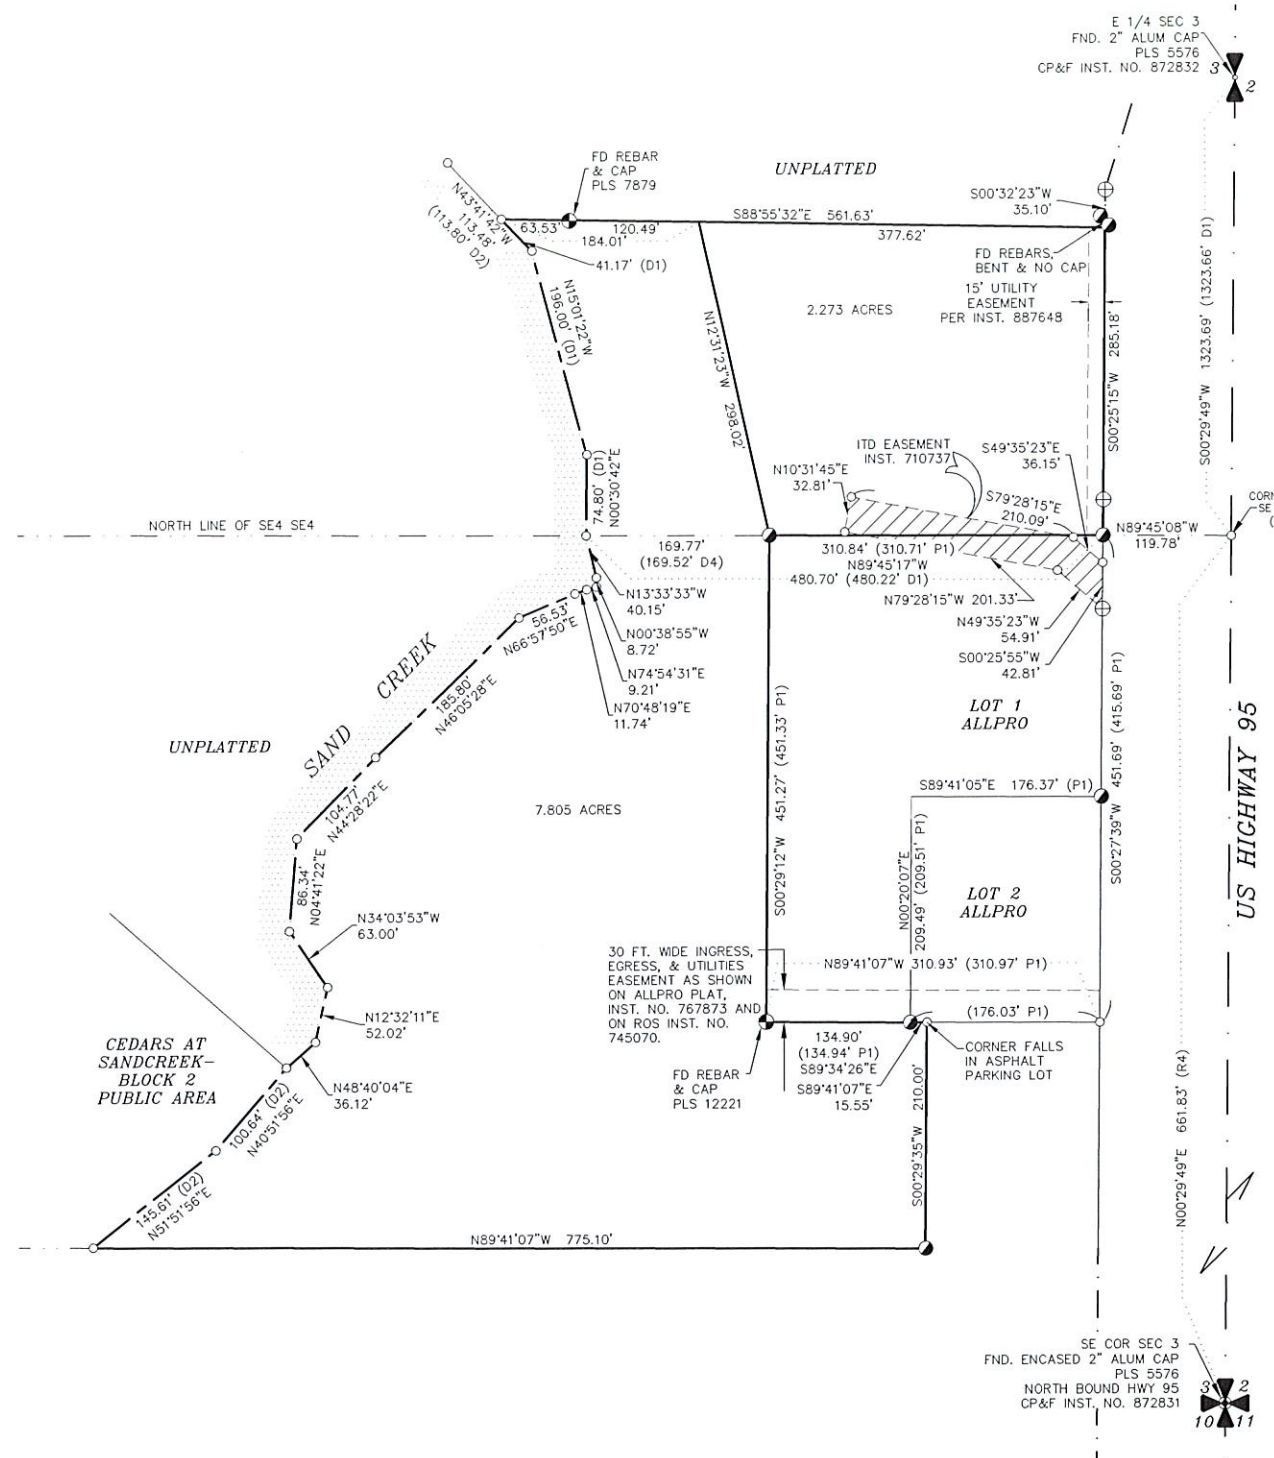 E 1/4 SEC 3
FND. 2" ALUM CAP
PLS 5576
CP&F INST. NO. 872832
3
2
FD REBAR
& CAP
PLS 7879
UNPLATTED
S00°32'23"W
35.10'
N43°41'42"W
113.48'
(113.80' D2)
63.53'
120.49'
184.01'
S88°55'32"E 561.63'
377.62'
41.17' (D1)
FD REBARS,
BENT & NO CAP
15' UTILITY
EASEMENT
PER INST. 887648
2.273 ACRES
N15°01'22"W
196.00' (D1)
N12°31'23"W 298.02'
S00°25'15"W 285.18'
S00°29'49"W 1323.69' (1323.66' D1)
ITD EASEMENT
INST. 710737
S49°35'23"E
36.15'
N10°31'45"E
32.81'
S79°28'15"E
210.09'
74.80' (D1)
N00°30'42"E
NORTH LINE OF SE4 SE4
CORN
SE
(
N89°45'08"W
119.78'
169.77'
(169.52' D4)
310.84' (310.71' P1)
N89°45'17"W
480.70' (480.22' D1)
N79°28'15"W 201.33'
N13°33'33"W
40.15'
N49°35'23"W
54.91'
56.53'
N66°57'50"E
N00°38'55"W
8.72'
S00°25'55"W
42.81'
N74°54'31"E
9.21'
N70°48'19"E
11.74'
SAND CREEK
185.80'
N46°05'28"E
LOT 1
ALLPRO
UNPLATTED
104.77'
N44°28'22"E
7.805 ACRES
S00°29'12"W 451.27' (451.33' P1)
S89°41'05"E 176.37' (P1)
S00°27'39"W 451.69' (415.69' P1)
US HIGHWAY 95
86.34'
N04°41'22"E
N00°20'07"E
209.49' (209.51' P1)
LOT 2
ALLPRO
N34°03'53"W
63.00'
30 FT. WIDE INGRESS,
EGRESS, & UTILITIES
EASEMENT AS SHOWN
ON ALLPRO PLAT,
INST. NO. 767873 AND
ON ROS INST. NO.
745070.
N89°41'07"W 310.93' (310.97' P1)
(176.03' P1)
N12°32'11"E
52.02'
134.90'
(134.94' P1)
S89°34'26"E
S89°41'07"E
15.55'
CORNER FALLS
IN ASPHALT
PARKING LOT
CEDARS AT
SANDCREEK-
BLOCK 2
PUBLIC AREA
FD REBAR
& CAP
PLS 12221
N48°40'04"E
36.12'
100.64' (D2)
N40°51'56"E
S00°29'35"W 210.00'
N00°29'49"E 661.83' (R4)
145.61' (D2)
N51°51'56"E
N89°41'07"W 775.10'
SE COR SEC 3
FND. ENCASED 2" ALUM CAP
PLS 5576
NORTH BOUND HWY 95
CP&F INST. NO. 872831
3 2
10 11